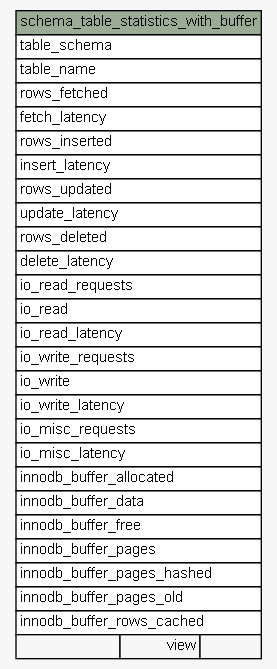 schema_table_statistics_with_buffer
table_schema
table_name
rows_fetched
fetch_latency
rows_inserted
insert_latency
rows_updated
update_latency
rows_deleted
delete_latency
io_read_requests
io_read
io_read_latency
io_write_requests
io_write
io_write_latency
io_misc_requests
io_misc_latency
innodb_buffer_allocated
innodb_buffer_data
innodb_buffer_free
innodb_buffer_pages
innodb_buffer_pages_hashed
innodb_buffer_pages_old
innodb_buffer_rows_cached
view